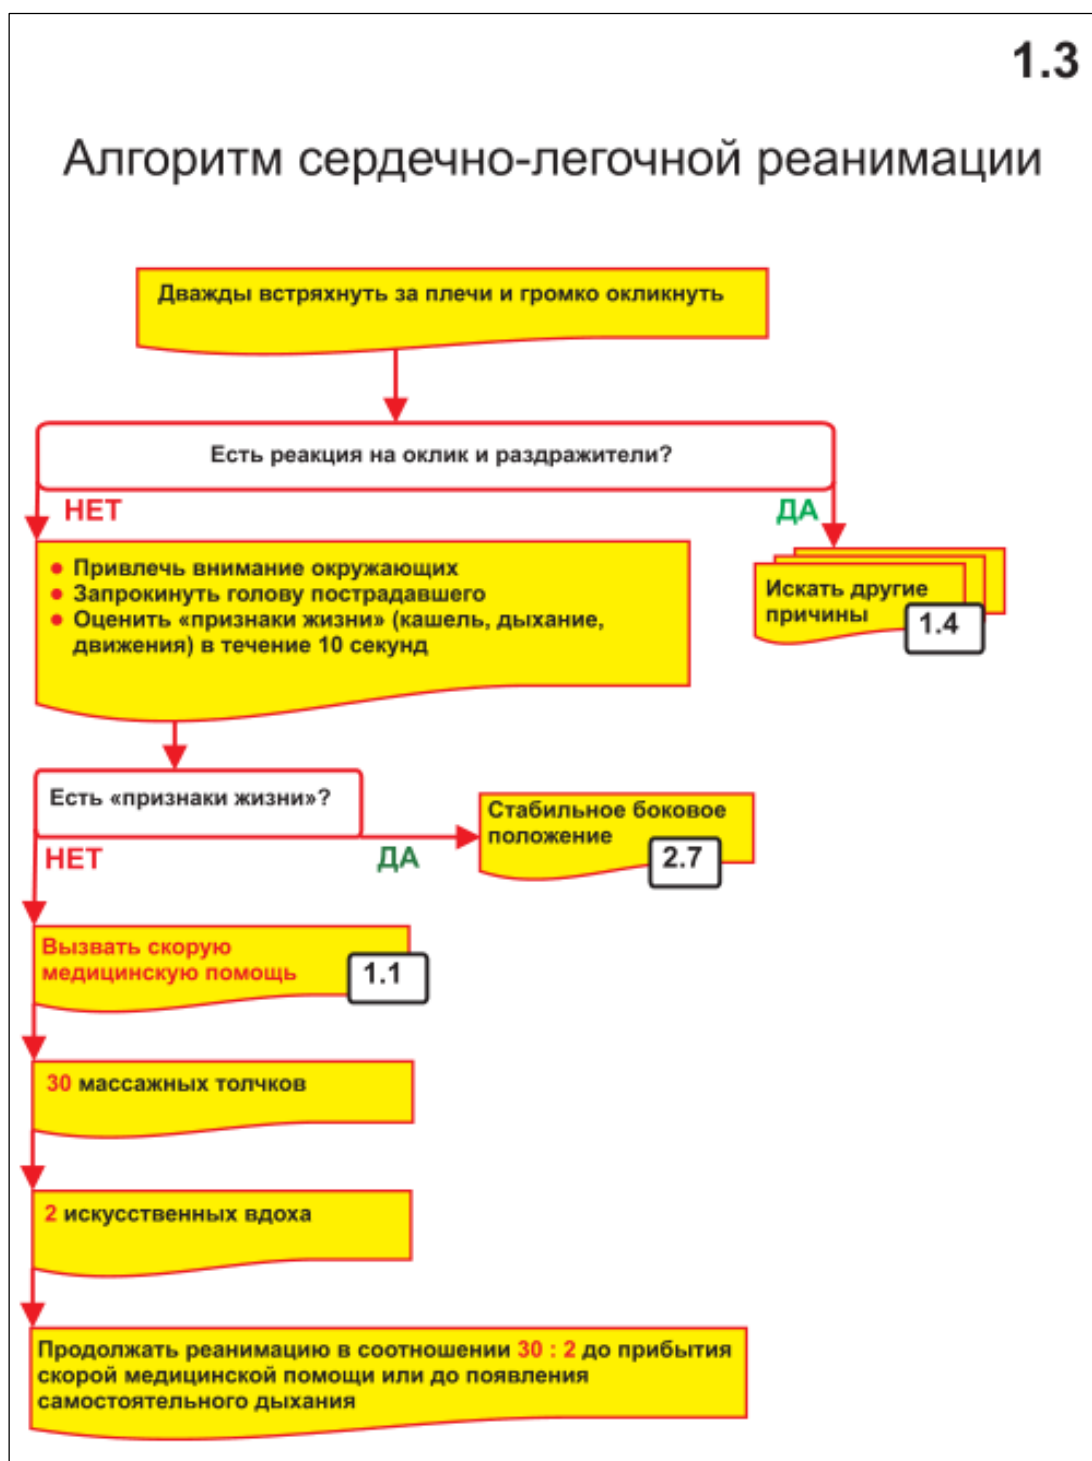 1.3
Алгоритм сердечно-легочной реанимации
Дважды встряхнуть за плечи и громко окликнуть
Есть реакция на оклик и раздражители?
НЕТ
ДА
● Привлечь внимание окружающих
● Запрокинуть голову пострадавшего
● Оценить «признаки жизни» (кашель, дыхание,
движения) в течение 10 секунд
Искать другие
причины
1.4
Есть «признаки жизни»?
НЕТ
ДА
Стабильное боковое
положение
2.7
Вызвать скорую
медицинскую помощь
1.1
30 массажных толчков
2 искусственных вдоха
Продолжать реанимацию в соотношении 30 : 2 до прибытия
скорой медицинской помощи или до появления
самостоятельного дыхания